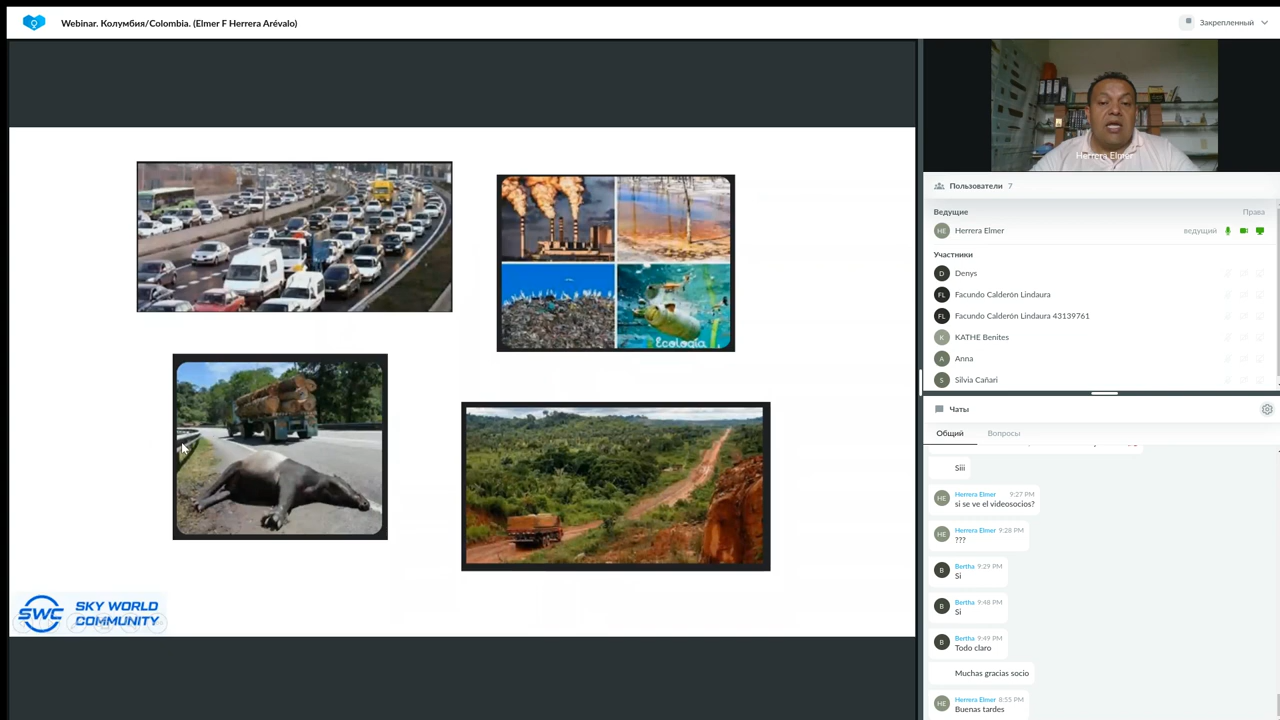 Webinar. Колумбия/Colombia. (Elmer F Herrera Arévalo)
Закрепленный
Herrera Elmer
Ecología
SWC SKY WORLD
COMMUNITY
Пользователи 7
Ведущие Права
HE Herrera Elmer ведущий
Участники
D Denys
FL Facundo Calderón Lindaura
FL Facundo Calderón Lindaura 43139761
K KATHE Benites
A Anna
S Silvia Cañari
Чаты
Общий Вопросы
Siii
HE Herrera Elmer 9:27 PM
si se ve el videosocios?
HE Herrera Elmer 9:28 PM
???
B Bertha 9:29 PM
Si
B Bertha 9:48 PM
Si
B Bertha 9:49 PM
Todo claro
Muchas gracias socio
HE Herrera Elmer 8:55 PM
Buenas tardes